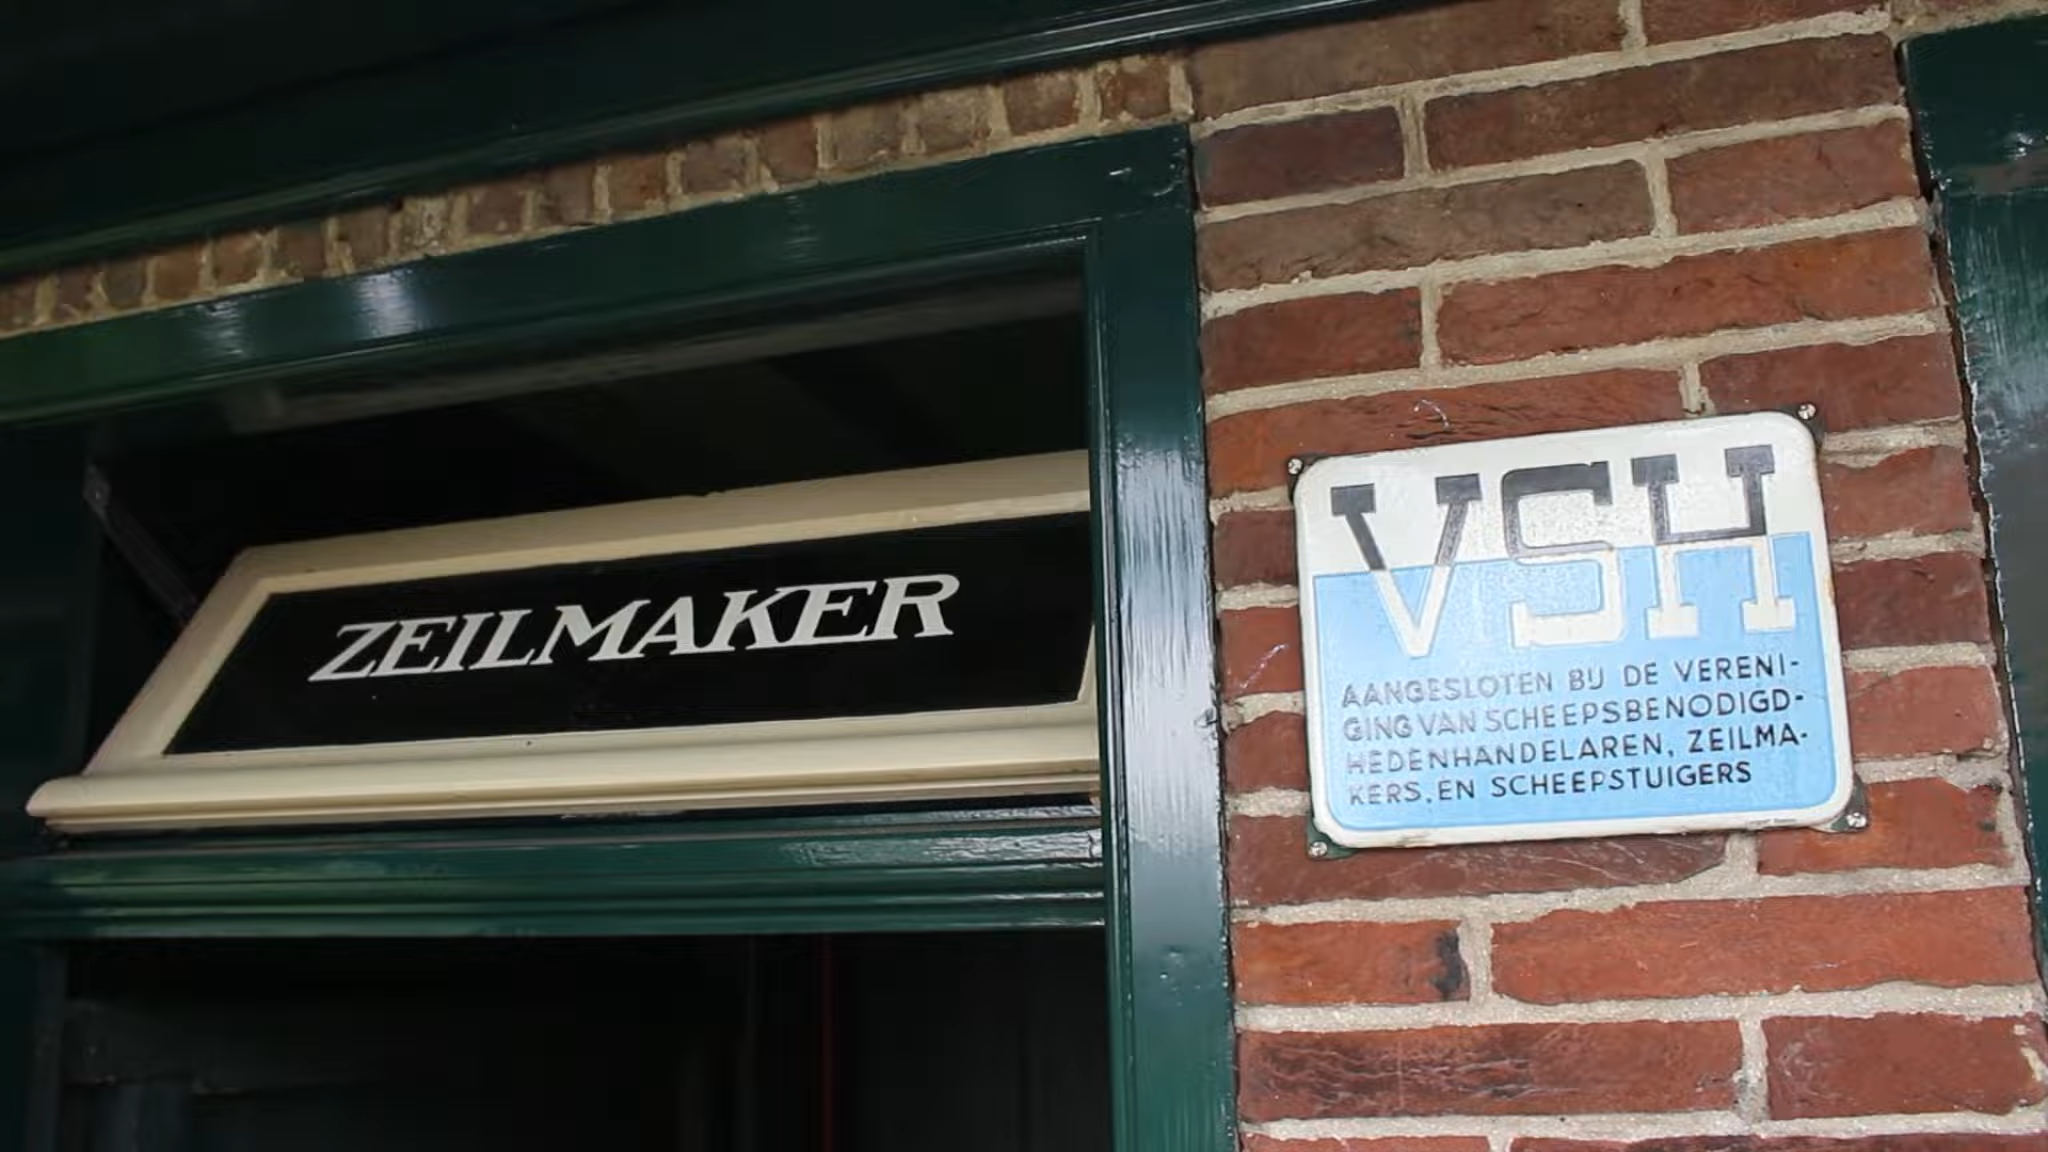 ZEILMAKER
VSH
AANGESLOTEN BIJ DE VERENI-
GING VAN SCHEEPSBENODIGD-
HEDENHANDELAREN, ZEILMA-
KERS, EN SCHEEPSTUIGERS